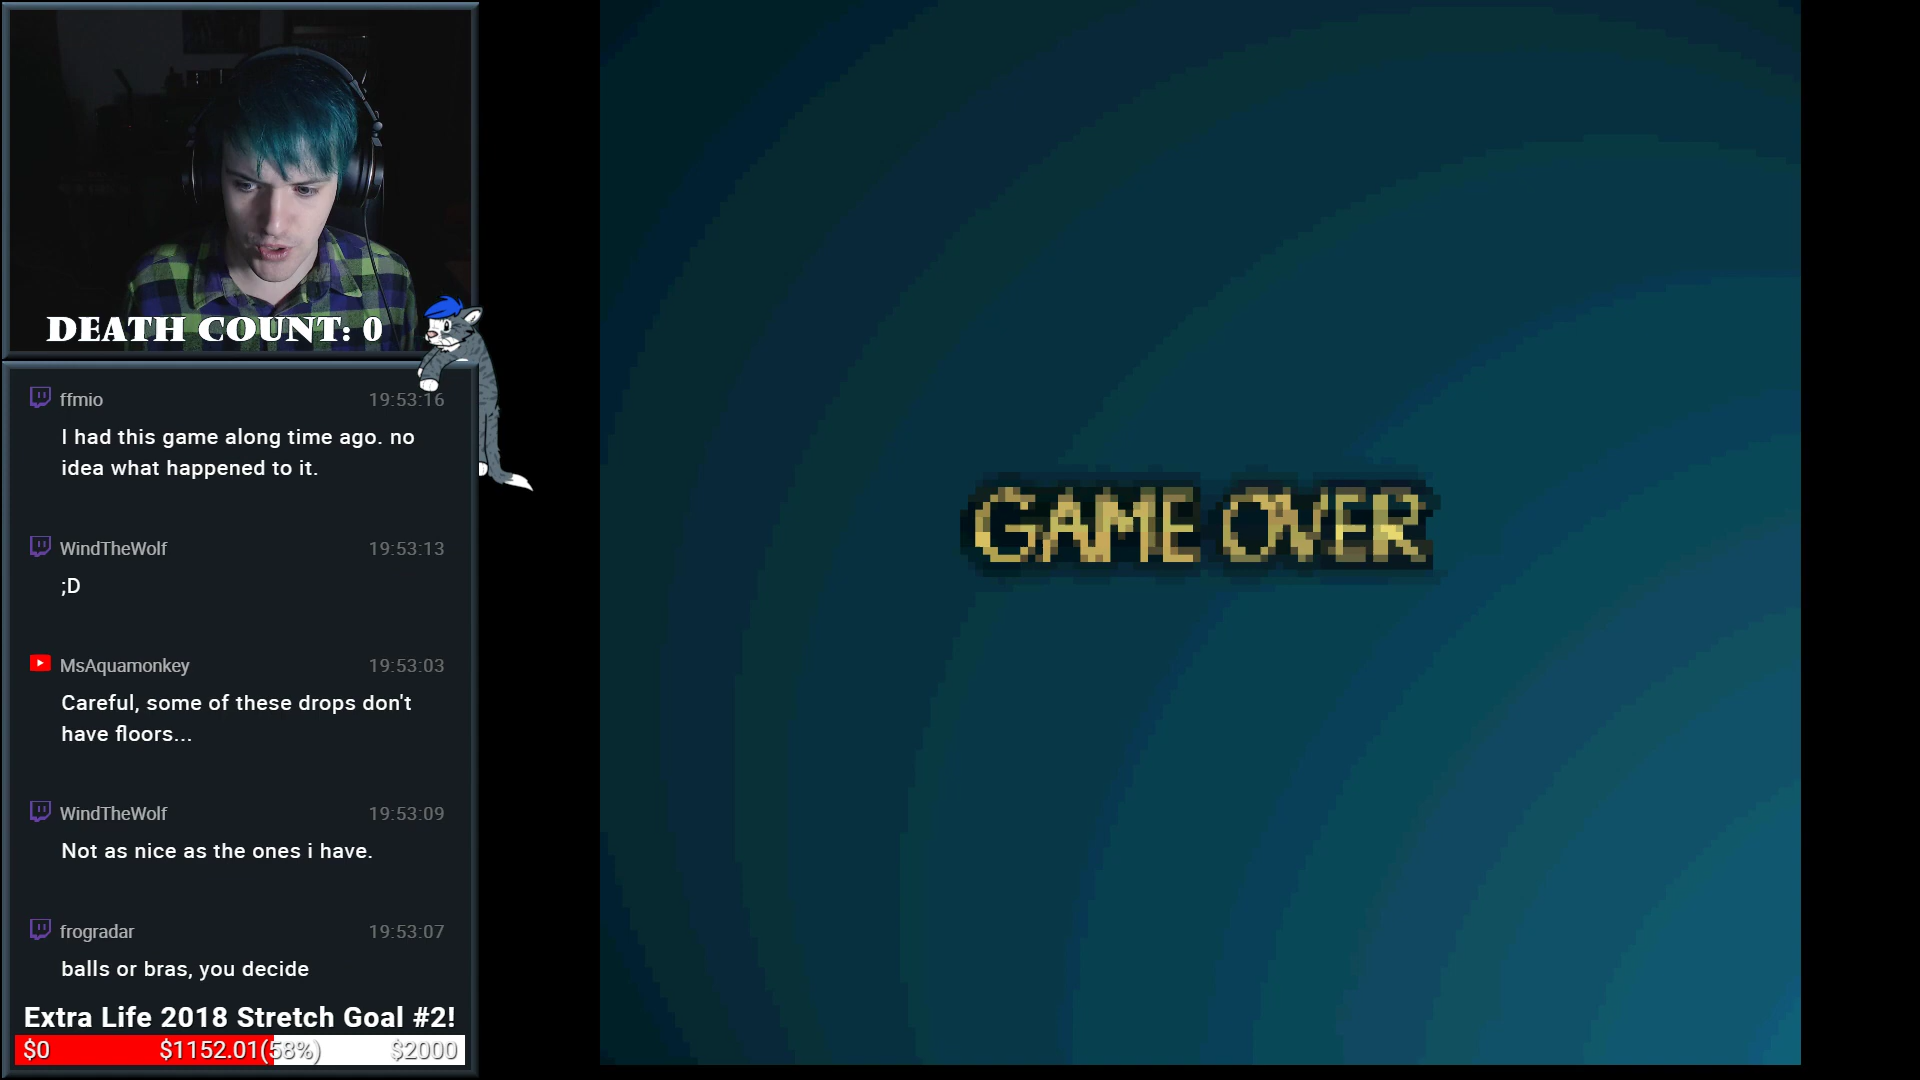 DEATH COUNT: 0
ffmio 19:53:16
I had this game along time ago. no
idea what happened to it.
WindTheWolf 19:53:13
;D
MsAquamonkey 19:53:03
Careful, some of these drops don't
have floors...
WindTheWolf 19:53:09
Not as nice as the ones i have.
frogradar 19:53:07
balls or bras, you decide
Extra Life 2018 Stretch Goal #2!
$0 $1152.01(58%) $2000
GAME OVER